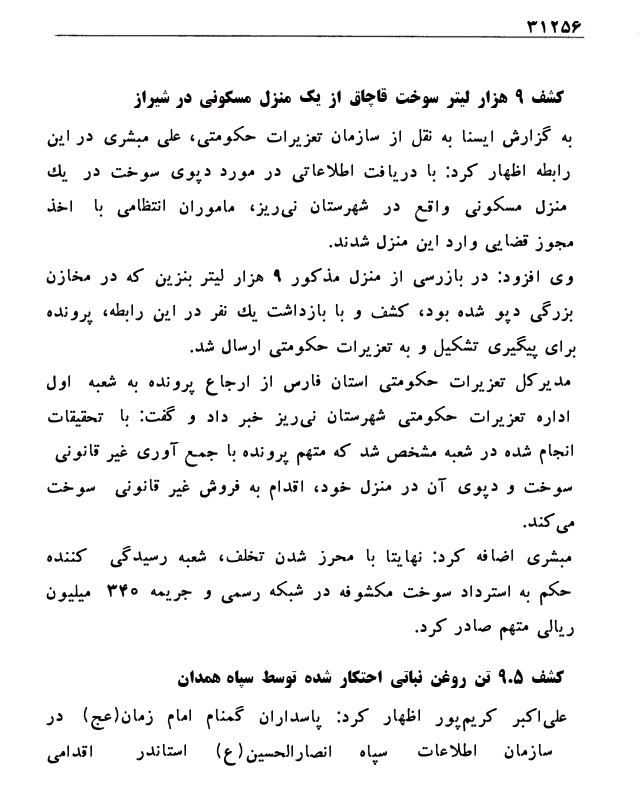 ۳۱۲۵۶
کشف ۹ هزار لیتر سوخت قاچاق از یک منزل مسکونی در شیراز
به گزارش ایسنا به نقل از سازمان تعزیرات حکومتی، علی مبشری در این
رابطه اظهار کرد: با دریافت اطلاعاتی در مورد دپوی سوخت در یك
منزل مسکونی واقع در شهرستان نی‌ریز، ماموران انتظامی با اخذ
مجوز قضایی وارد این منزل شدند.
وی افزود: در بازرسی از منزل مذکور ۹ هزار لیتر بنزین که در مخازن
بزرگی دپو شده بود، کشف و با بازداشت یك نفر در این رابطه، پرونده
برای پیگیری تشکیل و به تعزیرات حکومتی ارسال شد.
مدیرکل تعزیرات حکومتی استان فارس از ارجاع پرونده به شعبه اول
اداره تعزیرات حکومتی شهرستان نی‌ریز خبر داد و گفت: با تحقیقات
انجام شده در شعبه مشخص شد که متهم پرونده با جمع آوری غیر قانونی
سوخت و دپوی آن در منزل خود، اقدام به فروش غیر قانونی سوخت
می‌کند.
مبشری اضافه کرد: نهایتا با محرز شدن تخلف، شعبه رسیدگی کننده
حکم به استرداد سوخت مکشوفه در شبکه رسمی و جریمه ۳۴۰ میلیون
ریالی متهم صادر کرد.
کشف ۹.۵ تن روغن نباتی احتکار شده توسط سپاه همدان
علی‌اکبر کریم‌پور اظهار کرد: پاسداران گمنام امام زمان(عج) در
سازمان اطلاعات سپاه انصارالحسین(ع) استاندر اقدامی